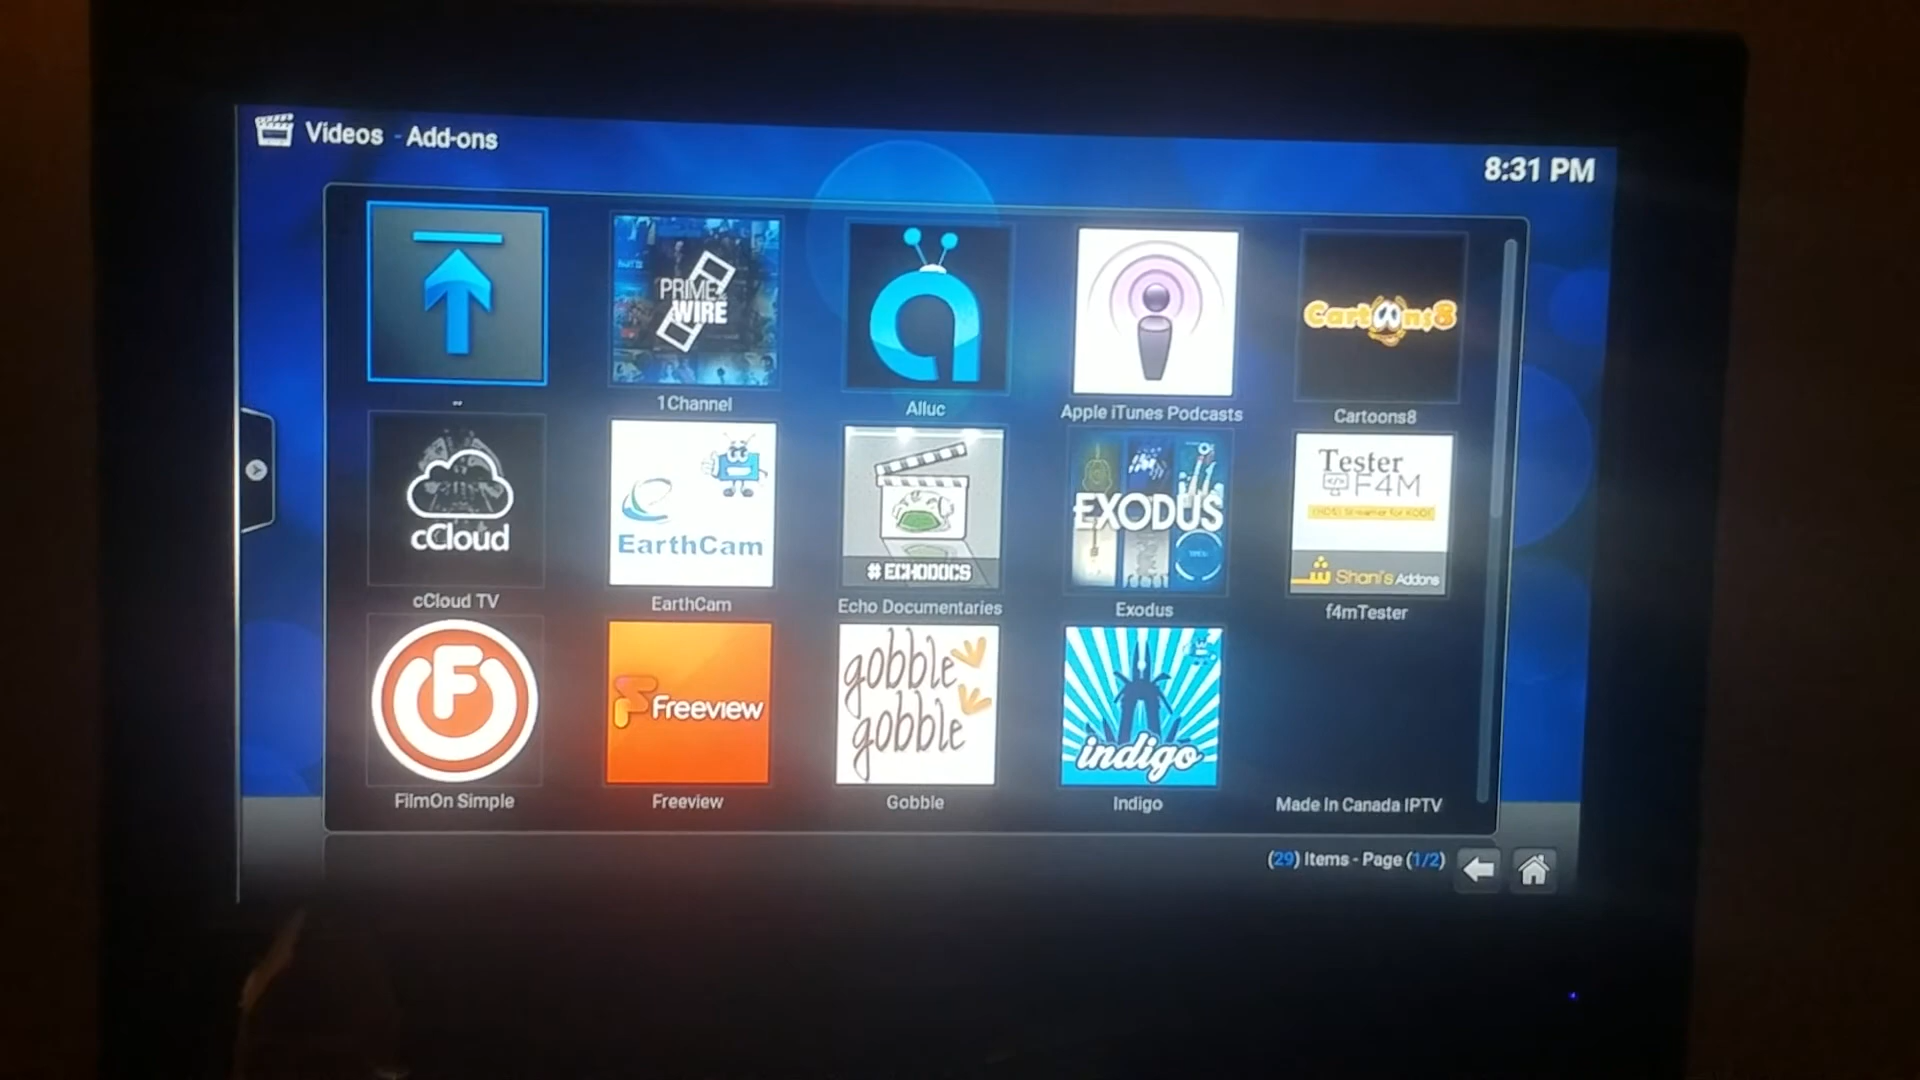 Videos - Add-ons
8:31 PM
PRIME WIRE
Cartoons8
..
1Channel
Alluc
Apple iTunes Podcasts
Cartoons8
cCloud
EarthCam
# ECHODOCS
EXODUS
Tester
F4M
Shani's Addons
cCloud TV
EarthCam
Echo Documentaries
Exodus
f4mTester
F
Freeview
gobble
gobble
indigo
FilmOn Simple
Freeview
Gobble
Indigo
Made In Canada IPTV
(29) Items - Page (1/2)